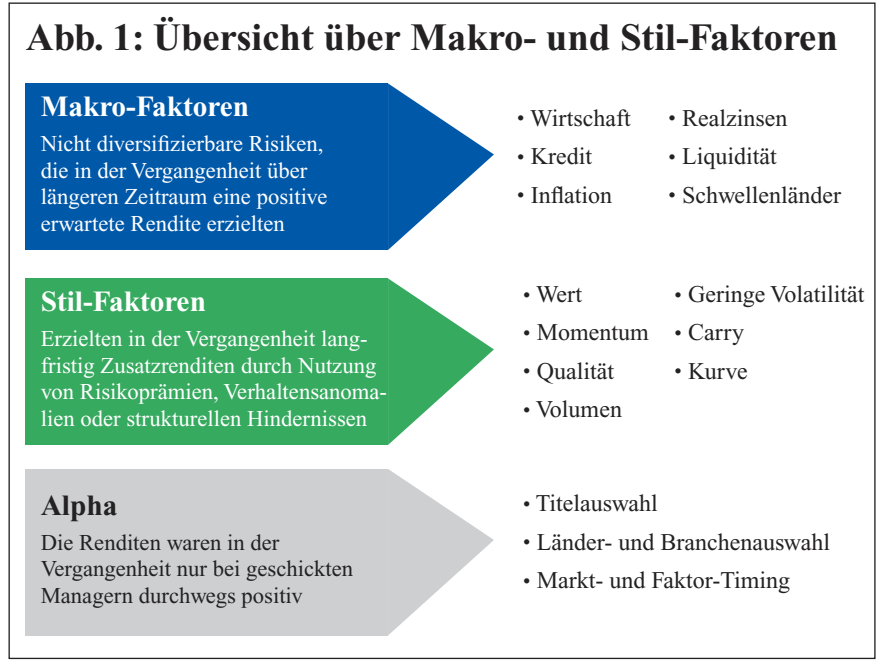 Abb. 1: Übersicht über Makro- und Stil-Faktoren
Makro-Faktoren
Nicht diversifizierbare Risiken,
die in der Vergangenheit über
längeren Zeitraum eine positive
erwartete Rendite erzielten
• Wirtschaft
• Kredit
• Inflation
• Realzinsen
• Liquidität
• Schwellenländer
Stil-Faktoren
Erzielten in der Vergangenheit lang-
fristig Zusatzrenditen durch Nutzung
von Risikoprämien, Verhaltensanoma-
lien oder strukturellen Hindernissen
• Wert
• Momentum
• Qualität
• Volumen
• Geringe Volatilität
• Carry
• Kurve
Alpha
Die Renditen waren in der
Vergangenheit nur bei geschickten
Managern durchwegs positiv
• Titelauswahl
• Länder- und Branchenauswahl
• Markt- und Faktor-Timing